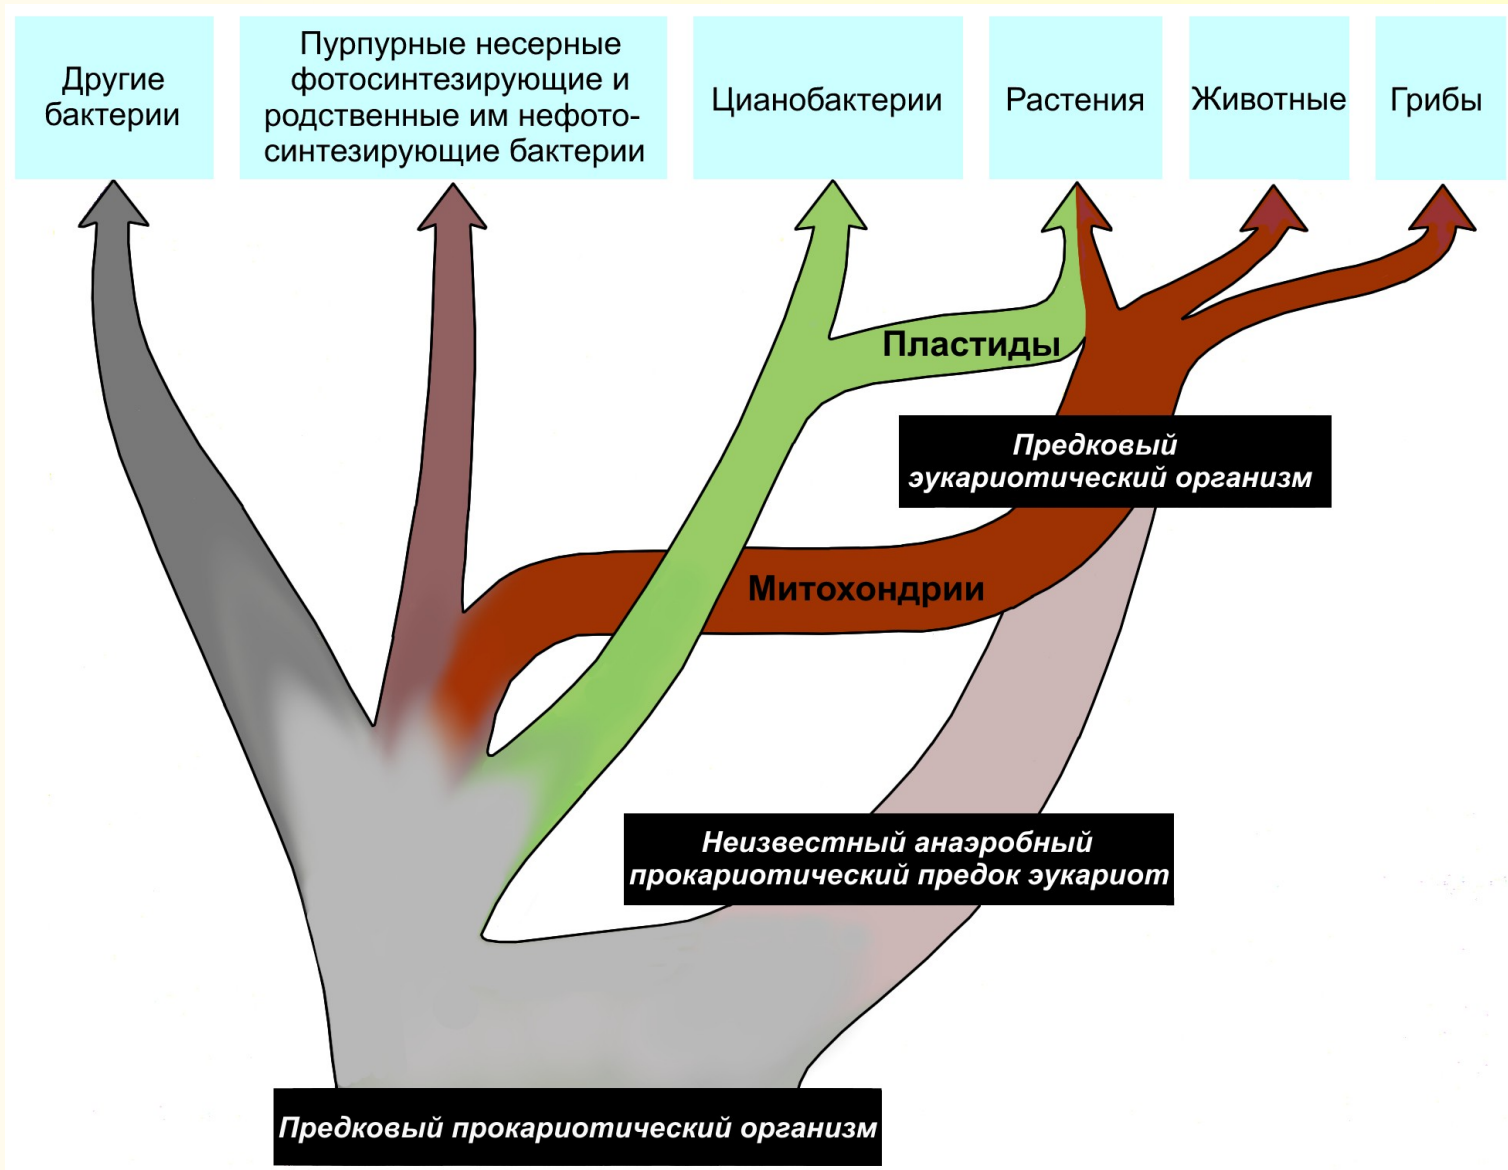 Другие
бактерии
Пурпурные несерные
фотосинтезирующие и
родственные им нефото-
синтезирующие бактерии
Цианобактерии
Растения
Животные
Грибы
Пластиды
Предковый
эукариотический организм
Митохондрии
Неизвестный анаэробный
прокариотический предок эукариот
Предковый прокариотический организм